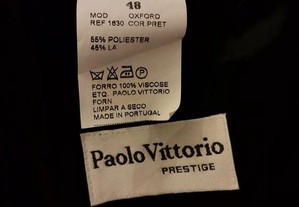 48
MOD OXFORD
REF 1630 COR PRET
55% POLIESTER
45% LA
FORRO 100% VISCOSE
ETQ. PAOLO VITTORIO
FORN
LIMPAR A SECO
MADE IN PORTUGAL
Paolo Vittorio
PRESTIGE